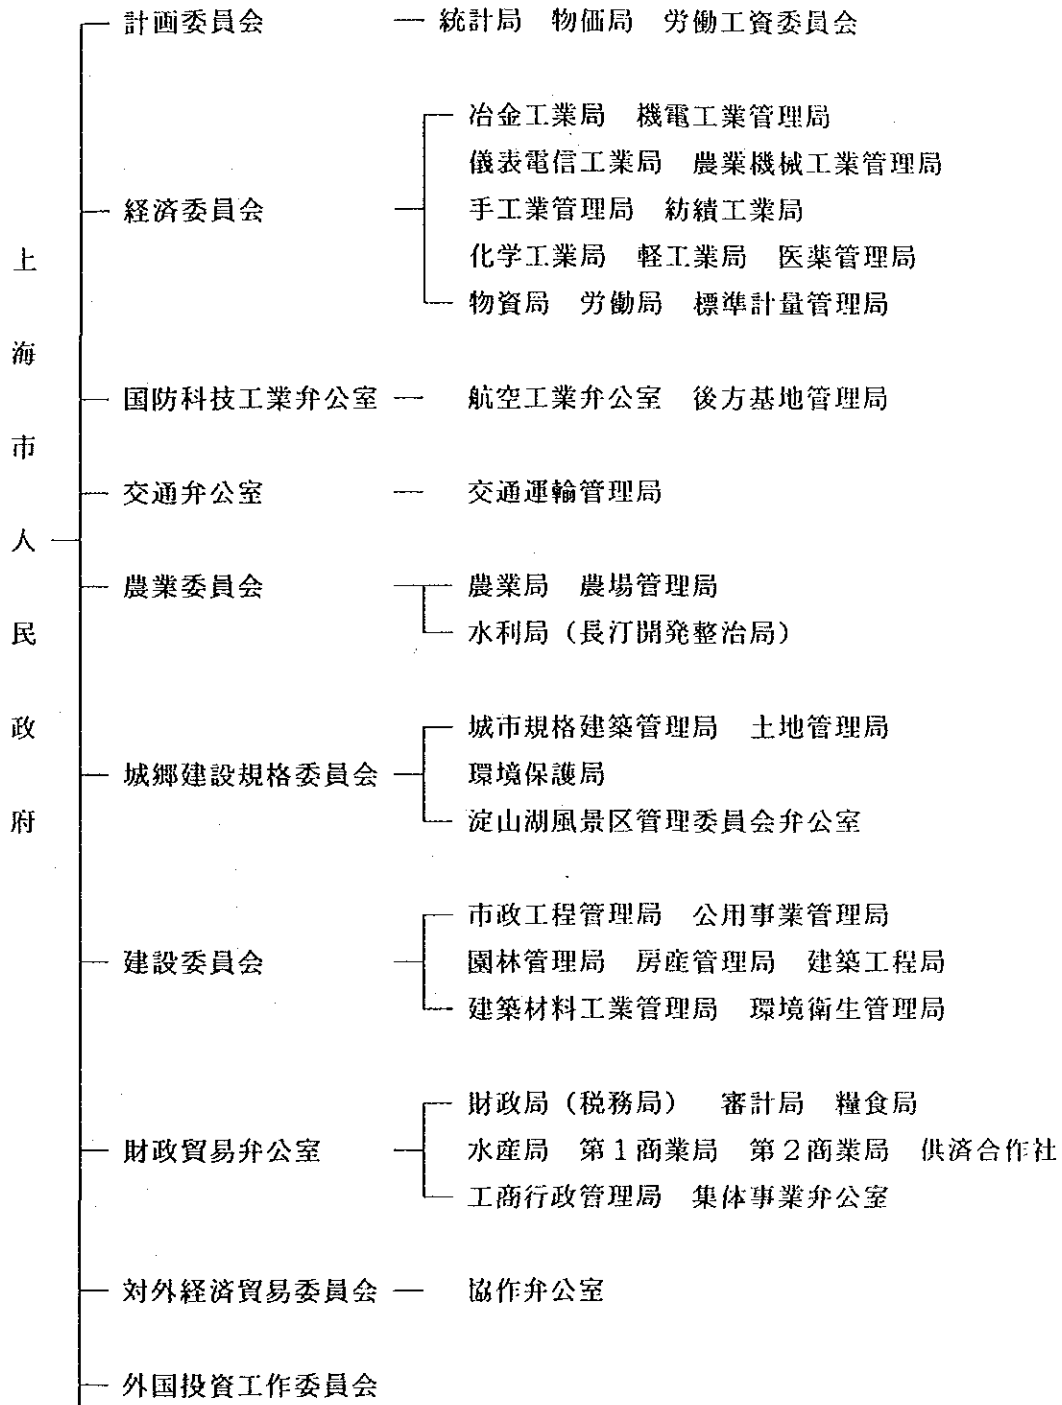 上海市人民政府
計画委員会 統計局 物価局 労働工資委員会
冶金工業局 機電工業管理局
儀表電信工業局 農業機械工業管理局
経済委員会 手工業管理局 紡績工業局
化学工業局 軽工業局 医薬管理局
物資局 労働局 標準計量管理局
国防科技工業弁公室 航空工業弁公室 後方基地管理局
交通弁公室 交通運輸管理局
農業委員会 農業局 農場管理局
水利局（長江開発整治局）
城市規格建築管理局 土地管理局
城郷建設規格委員会 環境保護局
淀山湖風景区管理委員会弁公室
市政工程管理局 公用事業管理局
建設委員会 園林管理局 房産管理局 建築工程局
建築材料工業管理局 環境衛生管理局
財政局（税務局） 審計局 糧食局
財政貿易弁公室 水産局 第1商業局 第2商業局 供済合作社
工商行政管理局 集体事業弁公室
対外経済貿易委員会 協作弁公室
外国投資工作委員会